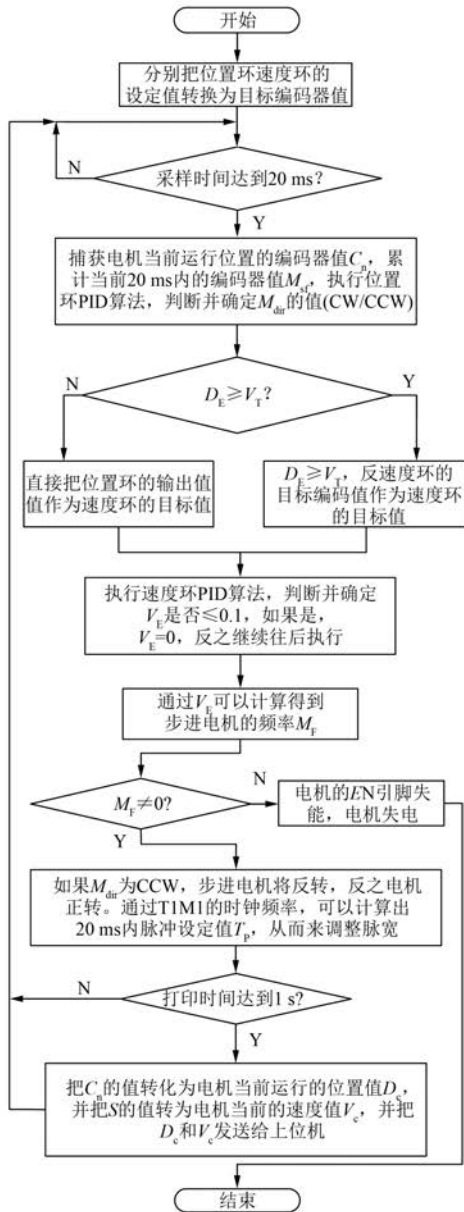 开始
分别把位置环速度环的
设定值转换为目标编码器值
N
采样时间达到20 ms?
Y
捕获电机当前运行位置的编码器值Cn，累
计当前20 ms内的编码器值Msf，执行位置
环PID算法，判断并确定Mdir的值(CW/CCW)
N
DE≥VT?
Y
直接把位置环的输出值
值作为速度环的目标值
DE≥VT，反速度环的
目标编码值作为速度环
的目标值
执行速度环PID算法，判断并确定
VE是否≤0.1，如果是，
VE=0，反之继续往后执行
通过VE可以计算得到
步进电机的频率MF
MF≠0?
N
电机的EN引脚失
能，电机失电
Y
如果Mdir为CCW，步进电机将反转，反之电机
正转。通过T1M1的时钟频率，可以计算出
20 ms内脉冲设定值TP，从而来调整脉宽
N
打印时间达到1 s?
Y
把Cn的值转化为电机当前运行的位置值Dc，
并把S的值转为电机当前的速度值Vc，并把
Dc和Vc发送给上位机
结束